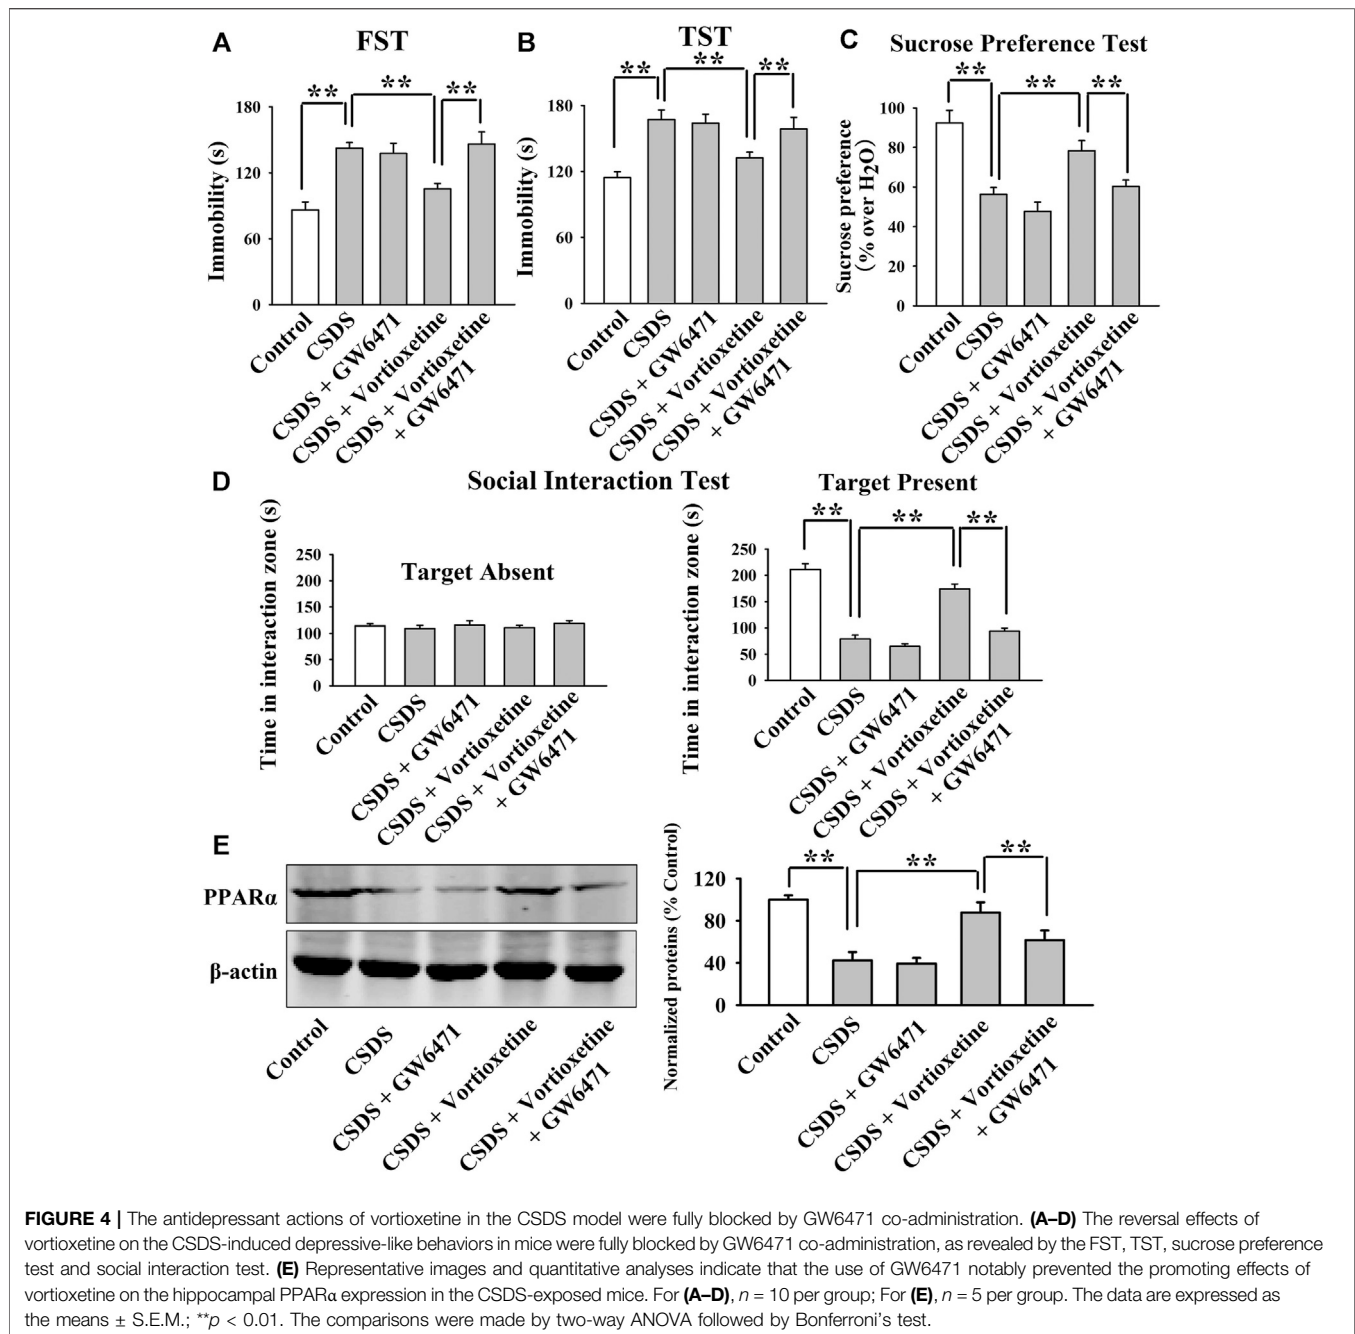 A
FST
**
**
**
Immobility (s)
180
120
60
0
Control
CSDS
CSDS + GW6471
CSDS + Vortioxetine
CSDS + Vortioxetine
+ GW6471
B
TST
**
**
**
Immobility (s)
180
120
60
0
Control
CSDS
CSDS + GW6471
CSDS + Vortioxetine
CSDS + Vortioxetine
+ GW6471
C
Sucrose Preference Test
**
**
**
Sucrose preference
(% over H2O)
100
80
60
40
20
0
Control
CSDS
CSDS + GW6471
CSDS + Vortioxetine
CSDS + Vortioxetine
+ GW6471
D
Social Interaction Test
Target Absent
Time in interaction zone (s)
250
200
150
100
50
0
Control
CSDS
CSDS + GW6471
CSDS + Vortioxetine
CSDS + Vortioxetine
+ GW6471
Target Present
**
**
**
Time in interaction zone (s)
250
200
150
100
50
0
Control
CSDS
CSDS + GW6471
CSDS + Vortioxetine
CSDS + Vortioxetine
+ GW6471
E
PPARα
β-actin
Control
CSDS
CSDS + GW6471
CSDS + Vortioxetine
CSDS + Vortioxetine
+ GW6471
**
**
**
Normalized proteins (% Control)
120
80
40
0
Control
CSDS
CSDS + GW6471
CSDS + Vortioxetine
CSDS + Vortioxetine
+ GW6471
FIGURE 4 | The antidepressant actions of vortioxetine in the CSDS model were fully blocked by GW6471 co-administration. (A–D) The reversal effects of
vortioxetine on the CSDS-induced depressive-like behaviors in mice were fully blocked by GW6471 co-administration, as revealed by the FST, TST, sucrose preference
test and social interaction test. (E) Representative images and quantitative analyses indicate that the use of GW6471 notably prevented the promoting effects of
vortioxetine on the hippocampal PPARα expression in the CSDS-exposed mice. For (A–D), n = 10 per group; For (E), n = 5 per group. The data are expressed as
the means ± S.E.M.; **p < 0.01. The comparisons were made by two-way ANOVA followed by Bonferroni's test.